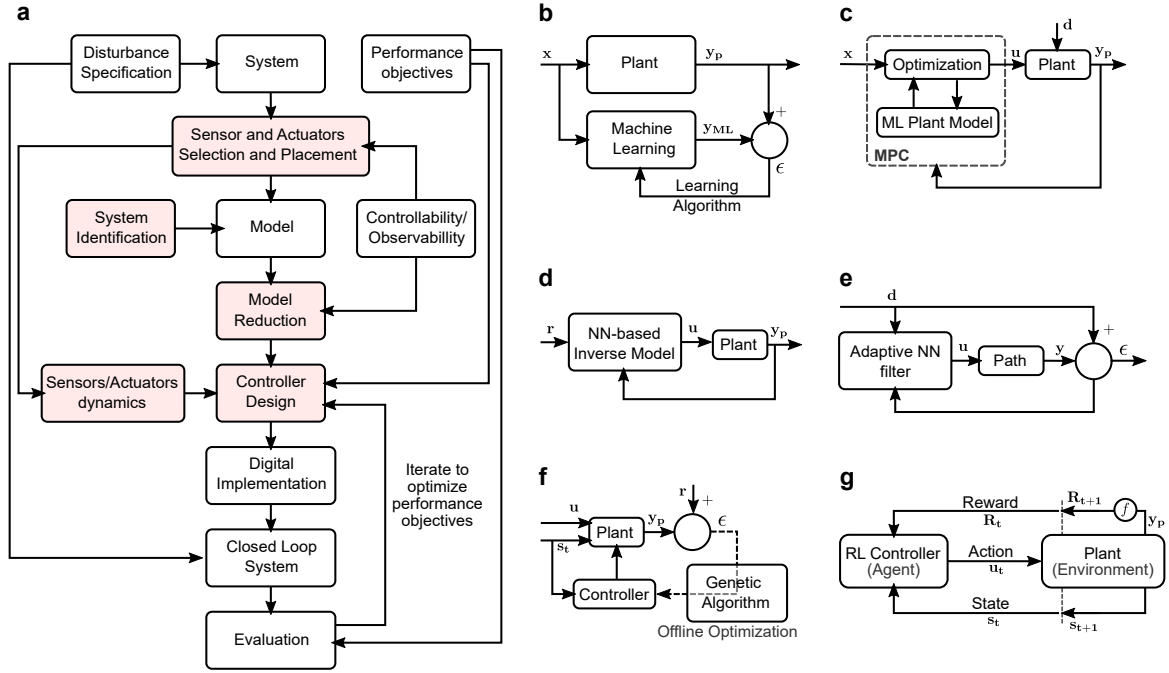 a
Disturbance
Specification
System
Performance
objectives
Sensor and Actuators
Selection and Placement
System
Identification
Model
Controllability/
Observabillity
Model
Reduction
Sensors/Actuators
dynamics
Controller
Design
Digital
Implementation
Iterate to
optimize
performance
objectives
Closed Loop
System
Evaluation
b
x
Plant
yp
+
Machine
Learning
yML
ϵ
Learning
Algorithm
c
d
x
Optimization
u
Plant
yp
ML Plant Model
MPC
d
r
NN-based
Inverse Model
u
Plant
yp
e
d
+
Adaptive NN
filter
u
Path
y
ϵ
f
r
+
u
st
Plant
yp
ϵ
Controller
Genetic
Algorithm
Offline Optimization
g
Reward
Rt
Rt+1
f
yp
RL Controller
(Agent)
Action
ut
Plant
(Environment)
State
st
st+1